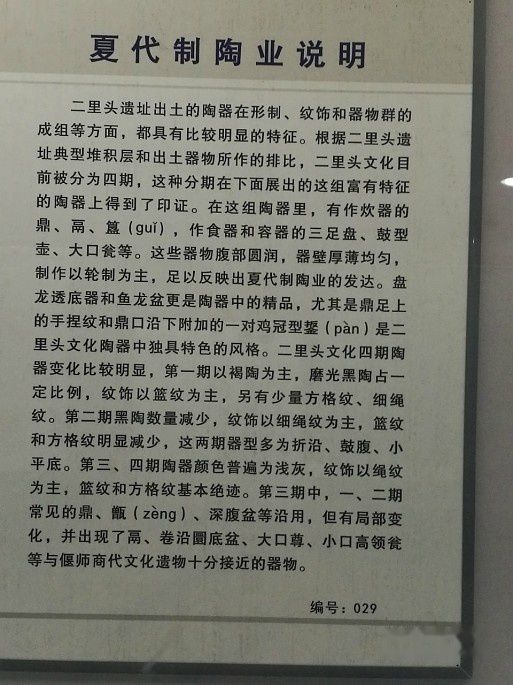 夏代制陶业说明
二里头遗址出土的陶器在形制、纹饰和器物群的
成组等方面，都具有比较明显的特征。根据二里头遗
址典型堆积层和出土器物所作的排比，二里头文化目
前被分为四期，这种分期在下面展出的这组富有特征
的陶器上得到了印证。在这组陶器里，有作炊器的
鼎、鬲、簋（guǐ），作食器和容器的三足盘、鼓型
壶、大口瓮等。这些器物腹部圆润，器壁厚薄均匀，
制作以轮制为主，足以反映出夏代制陶业的发达。盘
龙透底器和鱼龙盆更是陶器中的精品，尤其是鼎足上
的手捏纹和鼎口沿下附加的一对鸡冠型鋬（pàn）是二
里头文化陶器中独具特色的风格。二里头文化四期陶
器变化比较明显，第一期以褐陶为主，磨光黑陶占一
定比例，纹饰以篮纹为主，另有少量方格纹、细绳
纹。第二期黑陶数量减少，纹饰以细绳纹为主，篮纹
和方格纹明显减少，这两期器型多为折沿、鼓腹、小
平底。第三、四期陶器颜色普遍为浅灰，纹饰以绳纹
为主，篮纹和方格纹基本绝迹。第三期中，一、二期
常见的鼎、甑（zèng）、深腹盆等沿用，但有局部变
化，并出现了鬲、卷沿圜底盆、大口尊、小口高领瓮
等与偃师商代文化遗物十分接近的器物。
编号：029